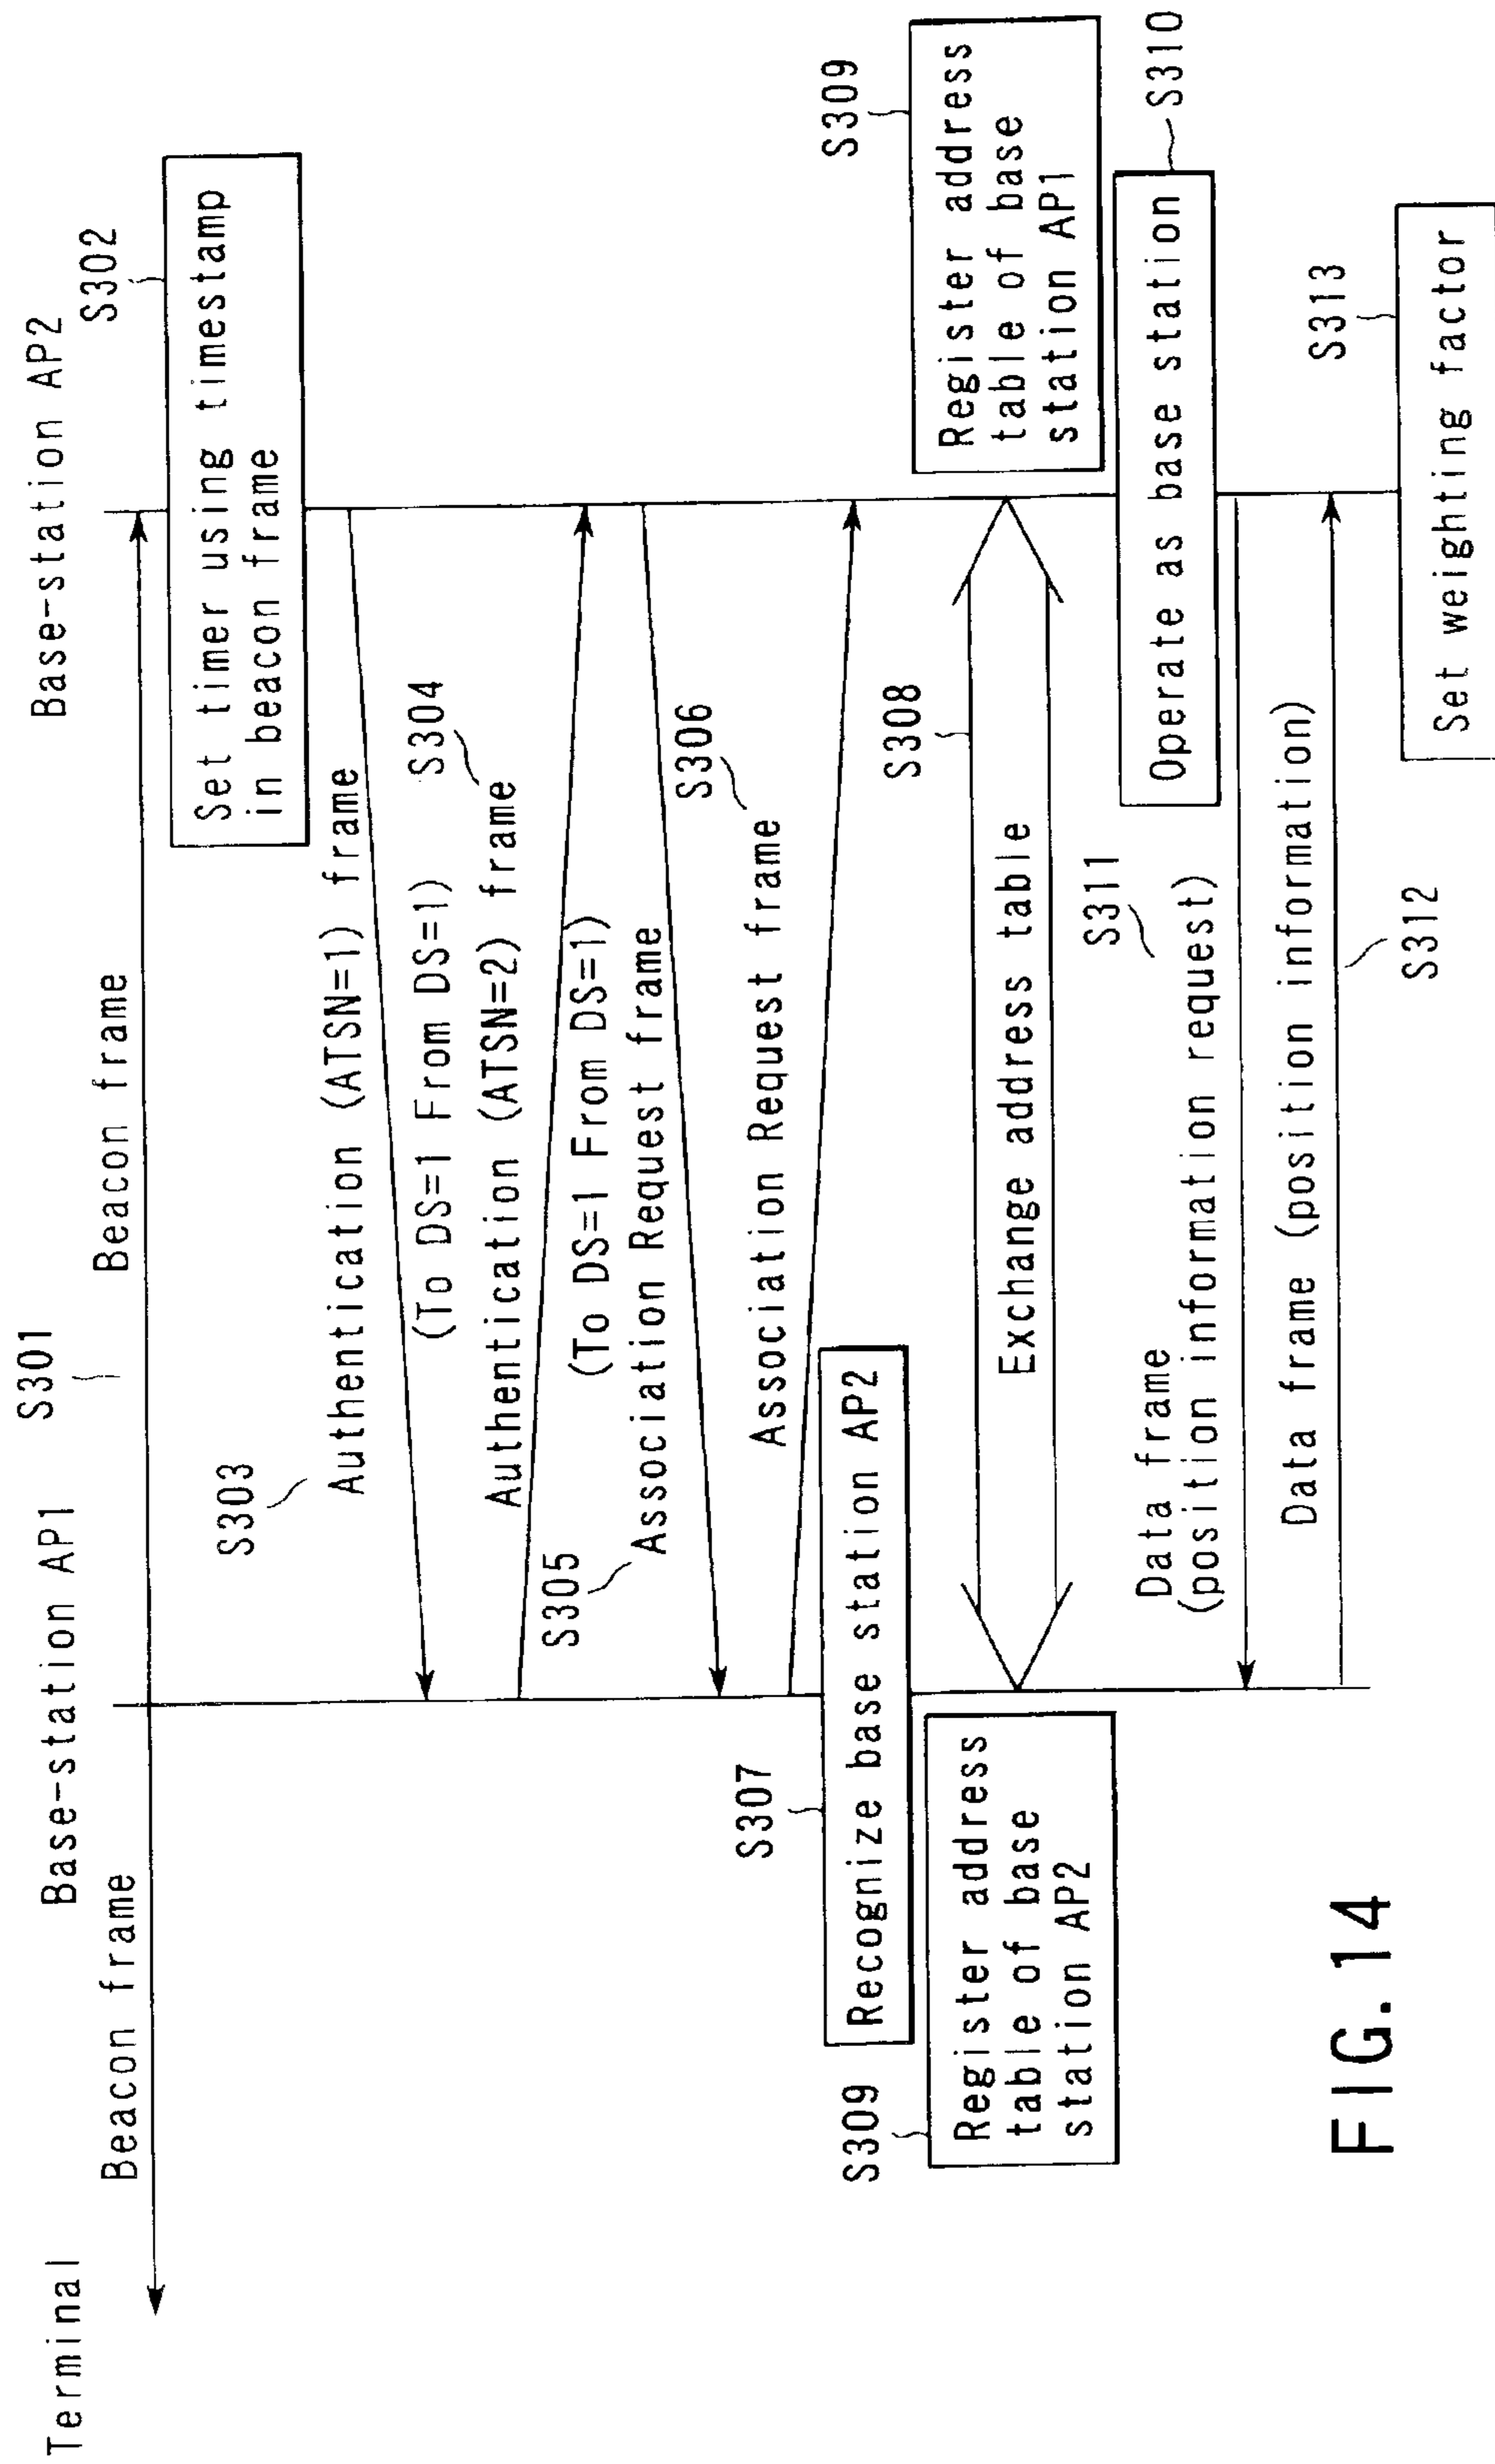 Terminal
Base-station AP1
Base-station AP2
S301
Beacon frame
Beacon frame
S302
Set timer using timestamp
in beacon frame
S303
Authentication (ATSN=1) frame
(To DS=1 From DS=1)
S304
Authentication (ATSN=2) frame
(To DS=1 From DS=1)
S305
Association Request frame
S306
Association Request frame
S307
Recognize base station AP2
S308
Exchange address table
S309
Register address
table of base
station AP2
S309
Register address
table of base
station AP1
Operate as base station
S310
S311
Data frame
(position information request)
Data frame (position information)
S312
S313
Set weighting factor
FIG. 14